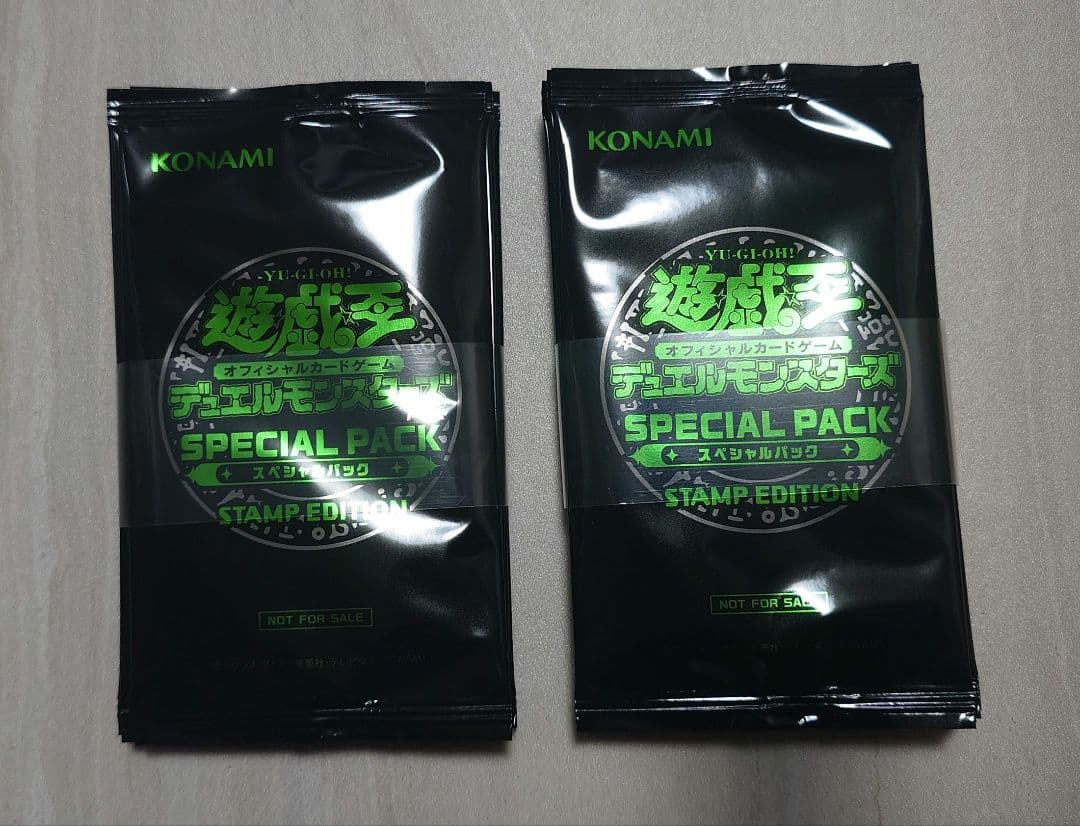 KONAMI
YU-GI-OH!
遊戯王
オフィシャルカードゲーム
デュエルモンスターズ
SPECIAL PACK
スペシャルパック
STAMP EDITION
NOT FOR SALE
KONAMI
YU-GI-OH!
遊戯王
オフィシャルカードゲーム
デュエルモンスターズ
SPECIAL PACK
スペシャルパック
STAMP EDITION
NOT FOR SALE